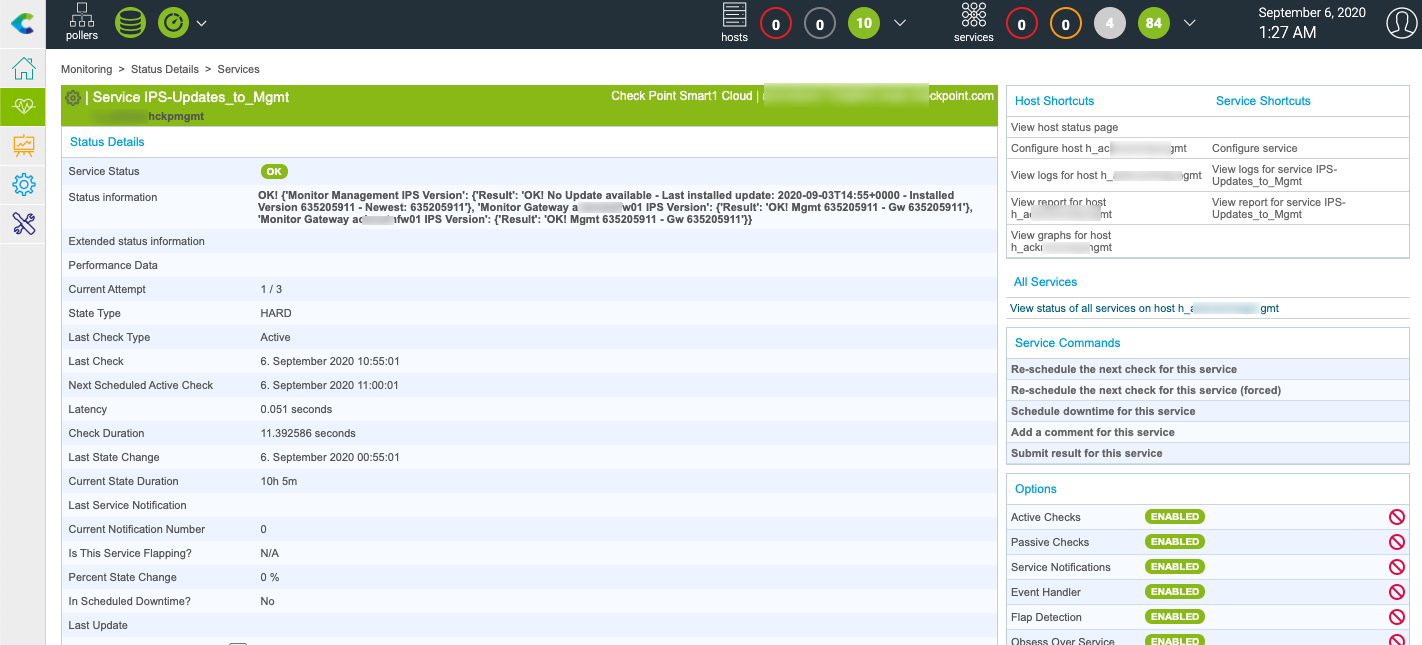 pollers
hosts
0
0
10
services
0
0
4
84
September 6, 2020
1:27 AM
Monitoring > Status Details > Services
| Service IPS-Updates_to_Mgmt
hckpmgmt
Check Point Smart1 Cloud | ckpoint.com
Status Details
Service Status OK
Status information OK! {'Monitor Management IPS Version': {'Result': 'OK! No Update available - Last installed update: 2020-09-03T14:55+0000 - Installed
Version 635205911 - Newest: 635205911'}, 'Monitor Gateway a w01 IPS Version': {'Result': 'OK! Mgmt 635205911 - Gw 635205911'},
'Monitor Gateway ac fw01 IPS Version': {'Result': 'OK! Mgmt 635205911 - Gw 635205911'}}
Extended status information
Performance Data
Current Attempt 1 / 3
State Type HARD
Last Check Type Active
Last Check 6. September 2020 10:55:01
Next Scheduled Active Check 6. September 2020 11:00:01
Latency 0.051 seconds
Check Duration 11.392586 seconds
Last State Change 6. September 2020 00:55:01
Current State Duration 10h 5m
Last Service Notification
Current Notification Number 0
Is This Service Flapping? N/A
Percent State Change 0 %
In Scheduled Downtime? No
Last Update
Host Shortcuts Service Shortcuts
View host status page
Configure host h_ac gmt Configure service
View logs for host h_ gmt View logs for service IPS-
Updates_to_Mgmt
View report for host View report for service IPS-
h_a mt Updates_to_Mgmt
View graphs for host
h_ack ngmt
All Services
View status of all services on host h_a gmt
Service Commands
Re-schedule the next check for this service
Re-schedule the next check for this service (forced)
Schedule downtime for this service
Add a comment for this service
Submit result for this service
Options
Active Checks ENABLED
Passive Checks ENABLED
Service Notifications ENABLED
Event Handler ENABLED
Flap Detection ENABLED
Obsess Over Service ENABLED